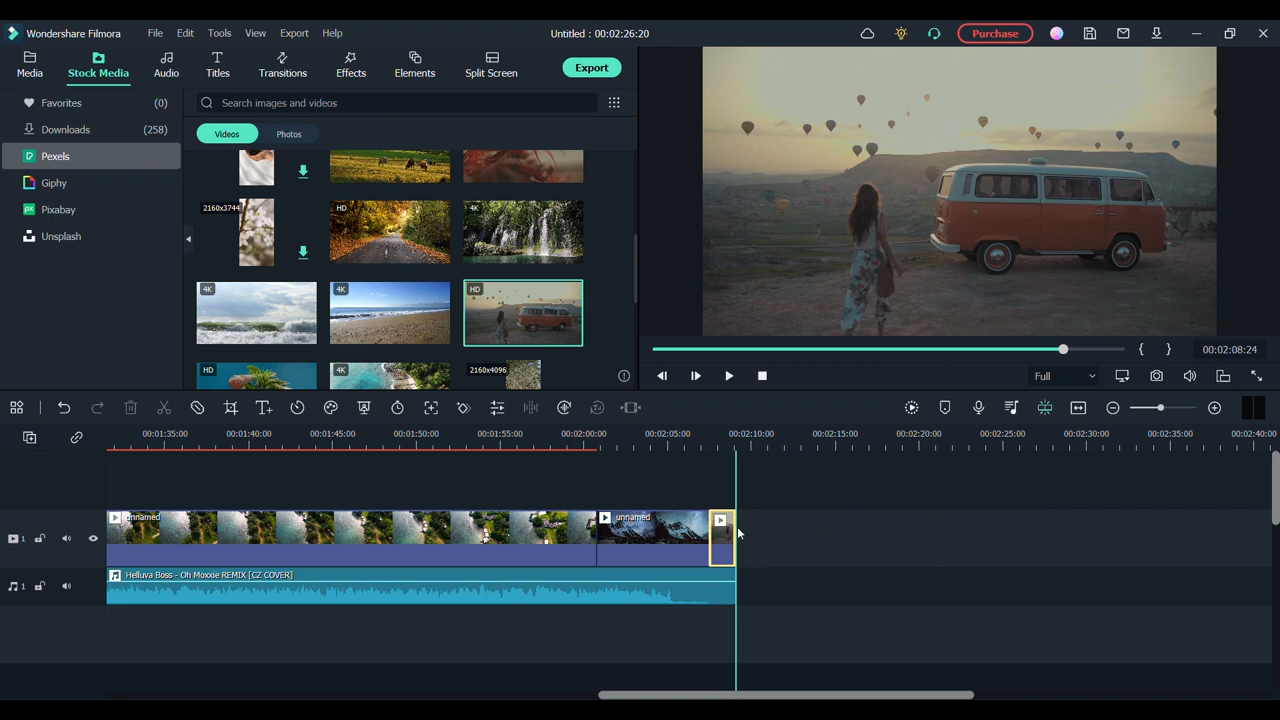 Wondershare Filmora File Edit Tools View Export Help Untitled : 00:02:26:20 Purchase
Media Stock Media Audio Titles Transitions Effects Elements Split Screen Export
Favorites (0)
Downloads (258)
Pexels
Giphy
Pixabay
Unsplash
Search images and videos
Videos Photos
2160x3744 HD 4K
4K 4K HD
HD 4K 2160x4096
00:02:08:24
Full
00:01:35:00 00:01:40:00 00:01:45:00 00:01:50:00 00:01:55:00 00:02:00:00 00:02:05:00 00:02:10:00 00:02:15:00 00:02:20:00 00:02:25:00 00:02:30:00 00:02:35:00 00:02:40:00
1 unnamed unnamed
1 Helluva Boss - Oh Moxxie REMIX [CZ COVER]